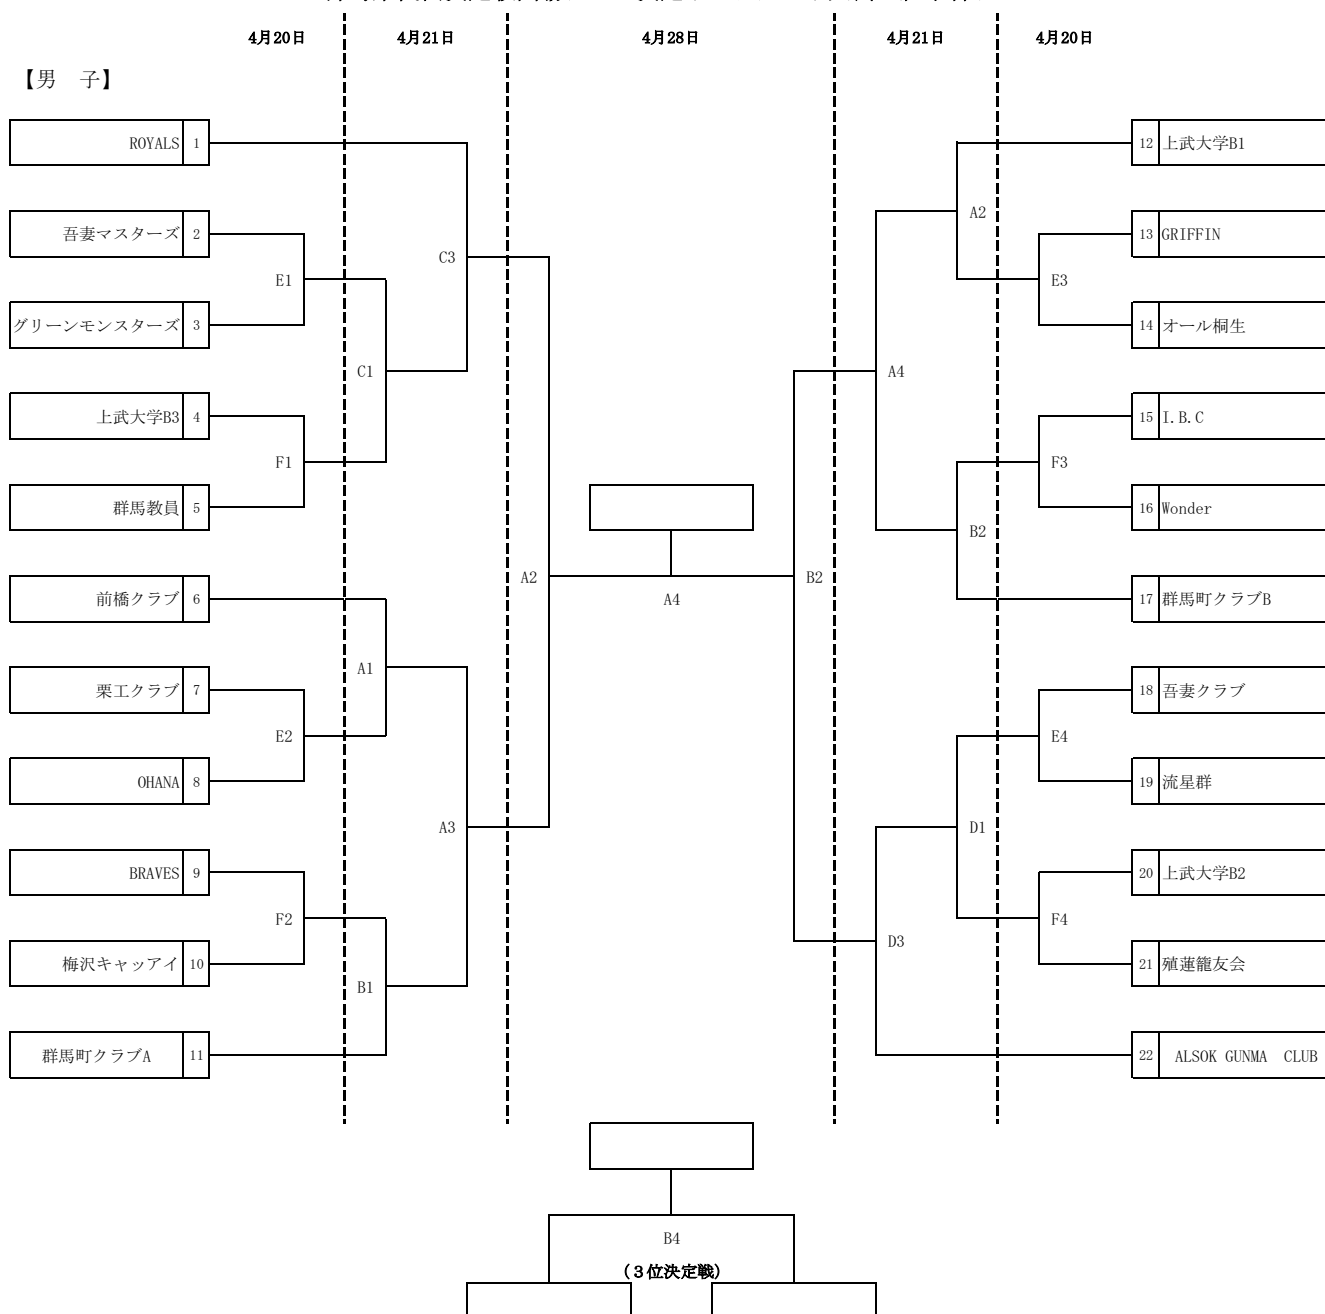 4月20日 4月21日 4月28日 4月21日 4月20日
【男　子】
ROYALS 1
12 上武大学B1
A2
吾妻マスターズ 2
13 GRIFFIN
C3
E1
E3
グリーンモンスターズ 3
14 オール桐生
C1
A4
上武大学B3 4
15 I.B.C
F1
F3
群馬教員 5
16 Wonder
B2
A2
B2
前橋クラブ 6
A4
17 群馬町クラブB
A1
栗工クラブ 7
18 吾妻クラブ
E2
E4
OHANA 8
19 流星群
A3
D1
BRAVES 9
20 上武大学B2
F2
F4
D3
梅沢キャッアイ 10
21 殖蓮籠友会
B1
群馬町クラブA 11
22 ALSOK GUNMA　CLUB
B4
(３位決定戦)